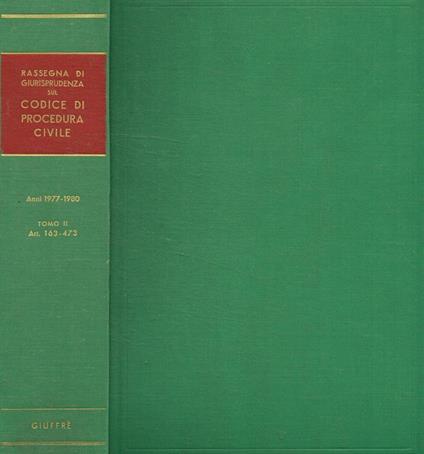 RASSEGNA DI
GIURISPRUDENZA
SUL
CODICE DI
PROCEDURA
CIVILE
Anni 1977-1980
TOMO II
Art. 163-473
GIUFFRÈ